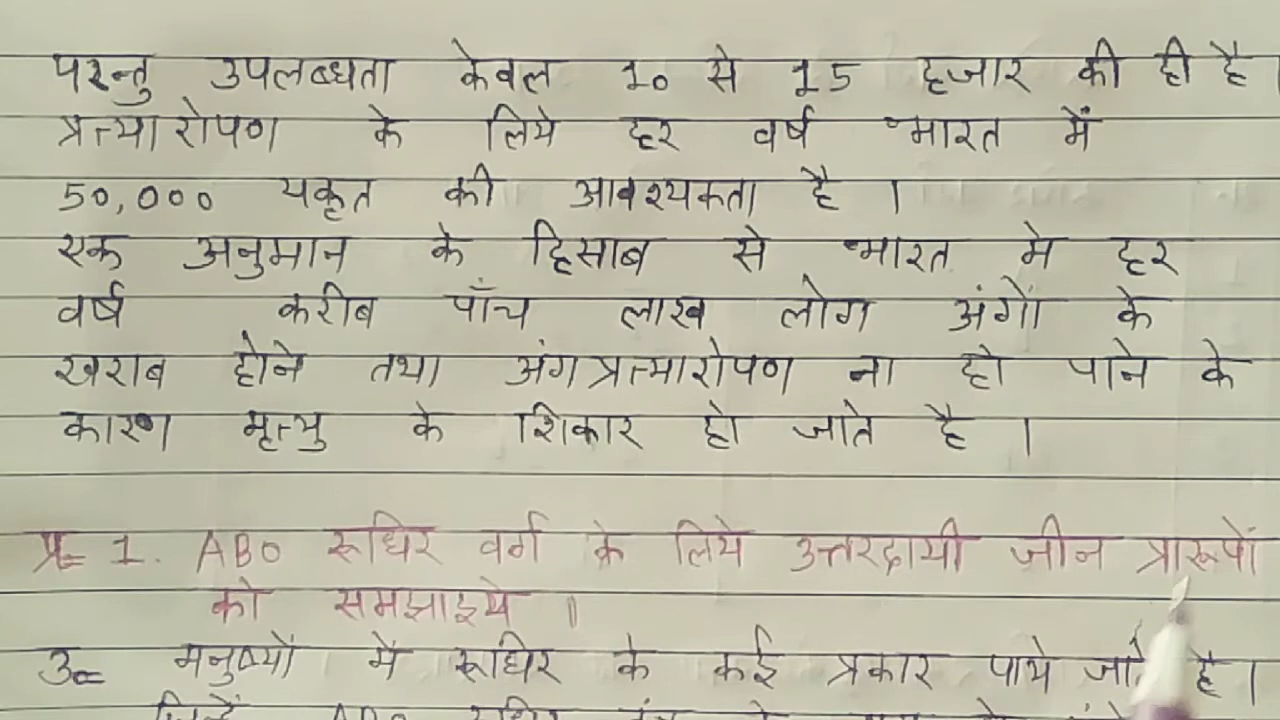 परन्तु उपलब्धता केवल 10 से 15 हजार की ही है।
प्रत्यारोपण के लिये हर वर्ष भारत में
50,000 यकृत की आवश्यकता है ।
एक अनुमान के हिसाब से भारत मे हर
वर्ष करीब पाँच लाख लोग अंगों के
खराब होने तथा अंग प्रत्यारोपण ना हो पाने के
कारण मृत्यु के शिकार हो जाते है ।
प्र॰ 1. ABO रूधिर वर्ग के लिये उत्तरदायी जीन प्रारूपों
को समझाइये ।
उ॰ मनुष्यों में रूधिर के कई प्रकार पाये है ।